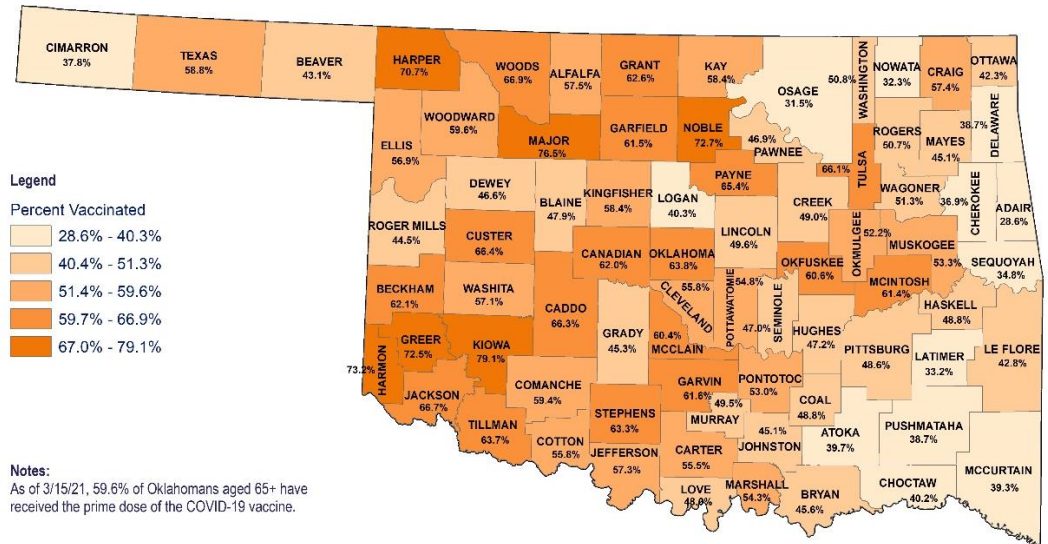 CIMARRON
37.8%
TEXAS
58.8%
BEAVER
43.1%
HARPER
70.7%
WOODS
66.9%
ALFALFA
57.5%
GRANT
62.6%
KAY
58.4%
OSAGE
31.5%
50.8%
WASHINGTON
NOWATA
32.3%
CRAIG
57.4%
OTTAWA
42.3%
38.7%
DELAWARE
WOODWARD
59.6%
MAJOR
76.5%
GARFIELD
61.5%
NOBLE
72.7%
46.9%
PAWNEE
ROGERS
50.7%
MAYES
45.1%
ELLIS
56.9%
PAYNE
65.4%
66.1%
TULSA
WAGONER
51.3%
36.9%
CHEROKEE
ADAIR
28.6%
DEWEY
46.6%
BLAINE
47.9%
KINGFISHER
58.4%
LOGAN
40.3%
CREEK
49.0%
ROGER MILLS
44.5%
CUSTER
66.4%
CANADIAN
62.0%
OKLAHOMA
63.8%
LINCOLN
49.6%
OKFUSKEE
60.6%
OKMULGEE
52.2%
MUSKOGEE
53.3%
SEQUOYAH
34.8%
MCINTOSH
61.4%
BECKHAM
62.1%
WASHITA
57.1%
CADDO
66.3%
GRADY
45.3%
55.8%
CLEVELAND
54.8%
POTTAWATOMIE
47.0%
SEMINOLE
HUGHES
47.2%
HASKELL
48.8%
60.4%
MCCLAIN
PITTSBURG
48.6%
LATIMER
33.2%
LE FLORE
42.8%
73.2%
HARMON
GREER
72.5%
KIOWA
79.1%
JACKSON
66.7%
COMANCHE
59.4%
TILLMAN
63.7%
COTTON
55.8%
STEPHENS
63.3%
GARVIN
61.6%
49.5%
MURRAY
PONTOTOC
53.0%
COAL
48.8%
45.1%
JOHNSTON
ATOKA
39.7%
PUSHMATAHA
38.7%
JEFFERSON
57.3%
CARTER
55.5%
LOVE
MARSHALL
54.3%
BRYAN
45.6%
CHOCTAW
40.2%
MCCURTAIN
39.3%
Legend
Percent Vaccinated
28.6% - 40.3%
40.4% - 51.3%
51.4% - 59.6%
59.7% - 66.9%
67.0% - 79.1%
Notes:
As of 3/15/21, 59.6% of Oklahomans aged 65+ have
received the prime dose of the COVID-19 vaccine.